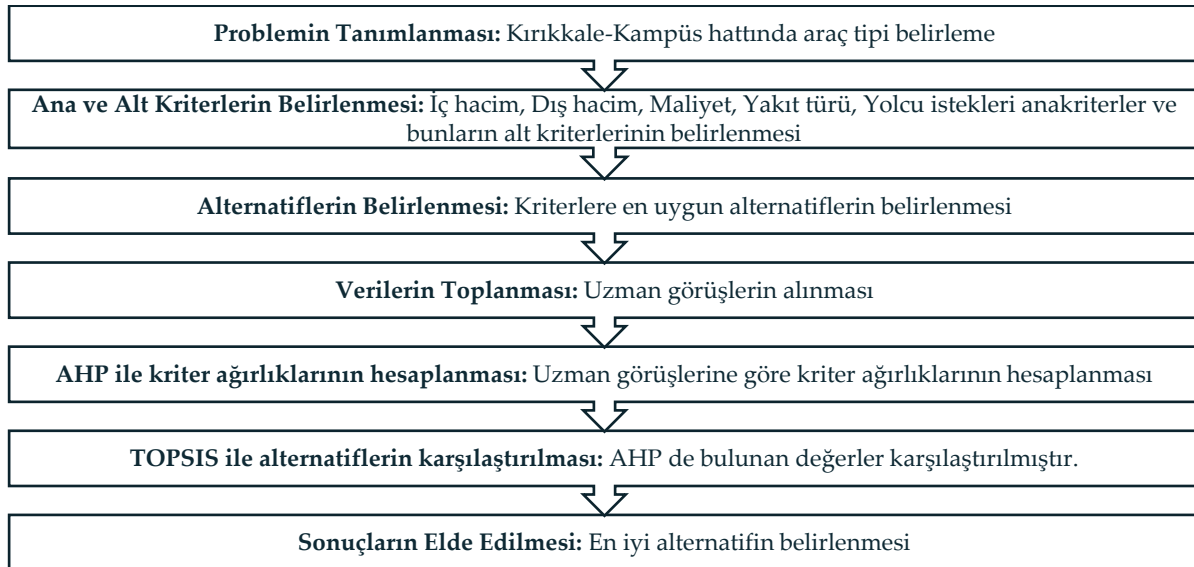 Problemin Tanımlanması: Kırıkkale-Kampüs hattında araç tipi belirleme
Ana ve Alt Kriterlerin Belirlenmesi: İç hacim, Dış hacim, Maliyet, Yakıt türü, Yolcu istekleri anakriterler ve
bunların alt kriterlerinin belirlenmesi
Alternatiflerin Belirlenmesi: Kriterlere en uygun alternatiflerin belirlenmesi
Verilerin Toplanması: Uzman görüşlerin alınması
AHP ile kriter ağırlıklarının hesaplanması: Uzman görüşlerine göre kriter ağırlıklarının hesaplanması
TOPSIS ile alternatiflerin karşılaştırılması: AHP de bulunan değerler karşılaştırılmıştır.
Sonuçların Elde Edilmesi: En iyi alternatifin belirlenmesi